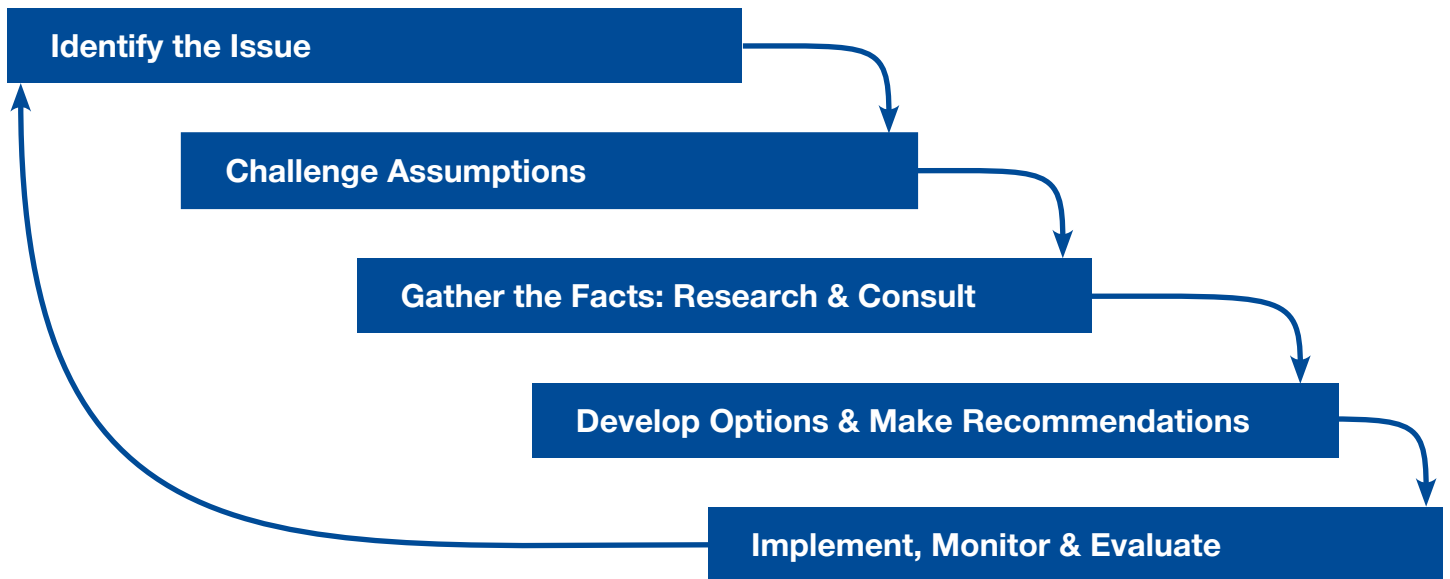 Identify the Issue
Challenge Assumptions
Gather the Facts: Research & Consult
Develop Options & Make Recommendations
Implement, Monitor & Evaluate